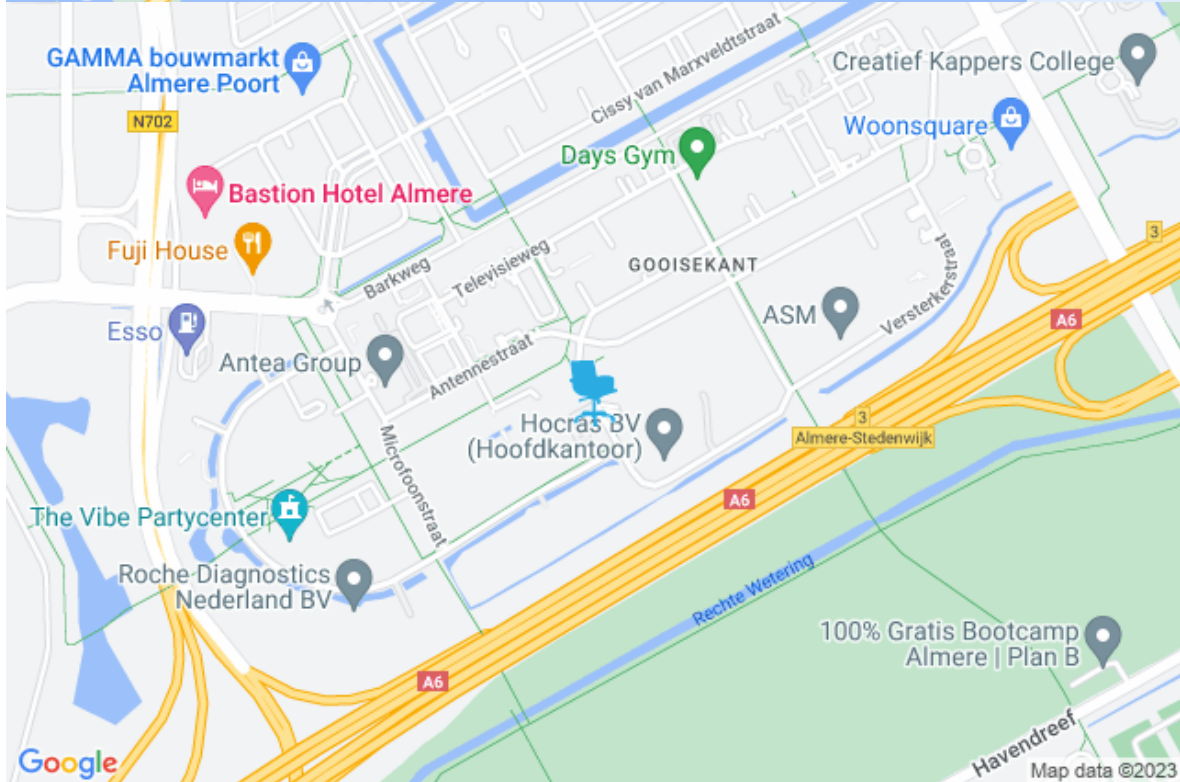 GAMMA bouwmarkt
Almere Poort
Cissy van Marxveldtstraat
Creatief Kappers College
N702
Woonsquare
Days Gym
Bastion Hotel Almere
Fuji House
Barkweg
Televisieweg
GOOISEKANT
3
Versterkerstraat
Esso
ASM
A6
Antea Group
Antennestraat
3
Almere-Stedenwijk
Hocras BV
(Hoofdkantoor)
Microfoonstraat
A6
The Vibe Partycenter
Roche Diagnostics
Nederland BV
Rechte Wetering
100% Gratis Bootcamp
Almere | Plan B
A6
Havendreef
Google
Map data ©2023